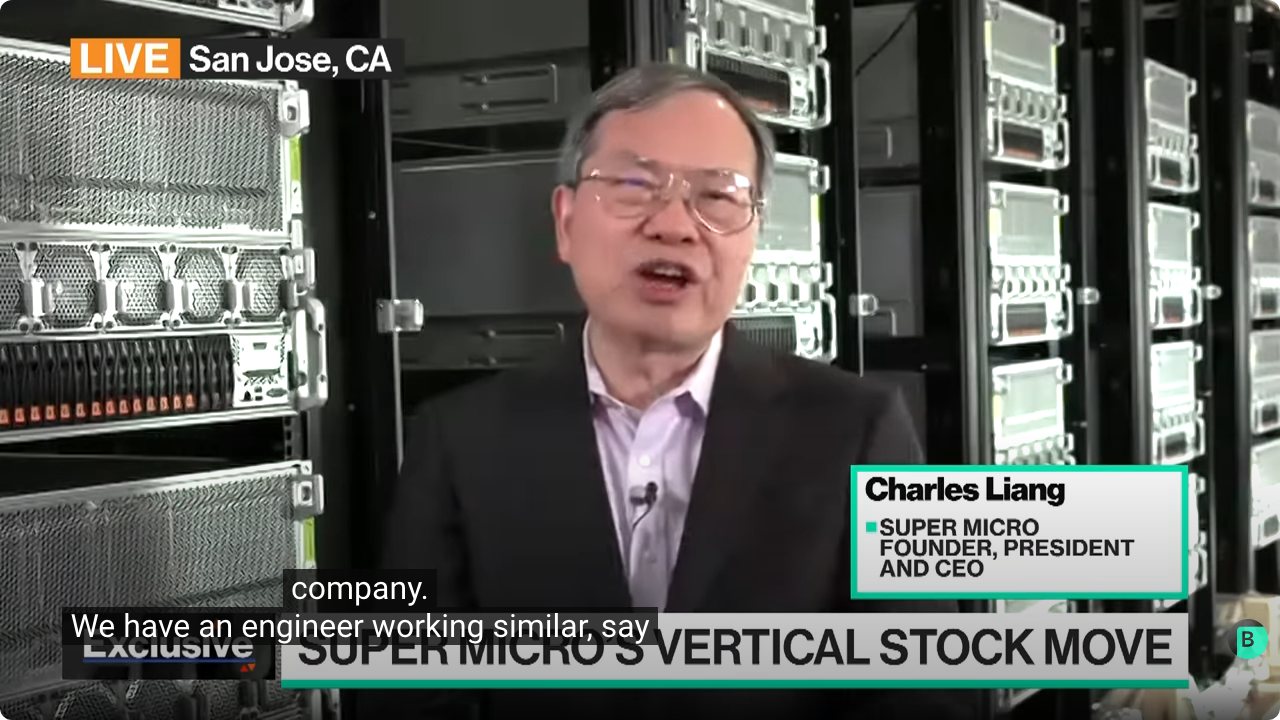 LIVE San Jose, CA
Charles Liang
SUPER MICRO
FOUNDER, PRESIDENT
AND CEO
company.
We have an engineer working similar, say
Exclusive
SUPER MICRO'S VERTICAL STOCK MOVE
B